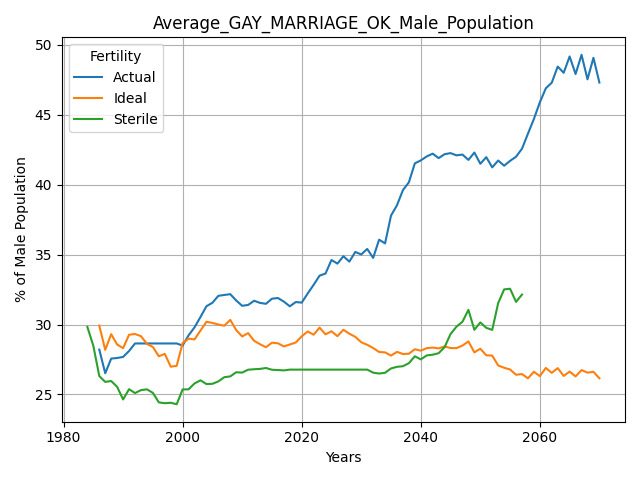 Average_GAY_MARRIAGE_OK_Male_Population
Fertility
Actual
Ideal
Sterile
% of Male Population
50
45
40
35
30
25
1980
2000
2020
2040
2060
Years